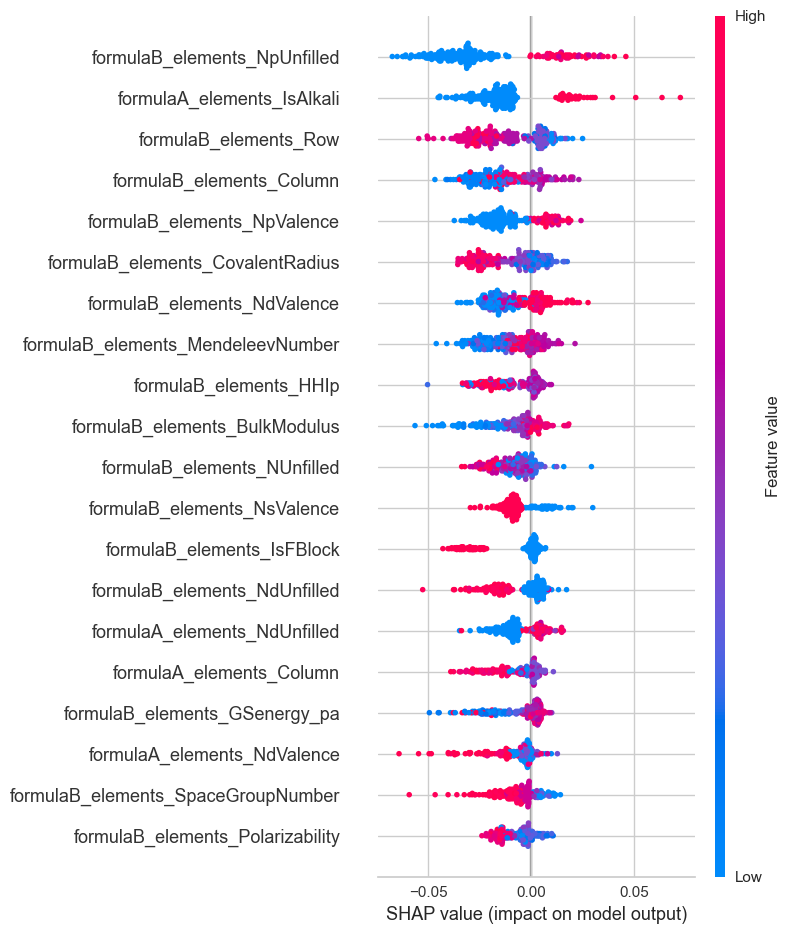 High
formulaB_elements_NpUnfilled
formulaA_elements_IsAlkali
formulaB_elements_Row
formulaB_elements_Column
formulaB_elements_NpValence
formulaB_elements_CovalentRadius
formulaB_elements_NdValence
formulaB_elements_MendeleevNumber
formulaB_elements_HHIp
formulaB_elements_BulkModulus
formulaB_elements_NUnfilled
formulaB_elements_NsValence
formulaB_elements_IsFBlock
formulaB_elements_NdUnfilled
formulaA_elements_NdUnfilled
formulaA_elements_Column
formulaB_elements_GSenergy_pa
formulaA_elements_NdValence
formulaB_elements_SpaceGroupNumber
formulaB_elements_Polarizability
Feature value
Low
−0.05 0.00 0.05
SHAP value (impact on model output)